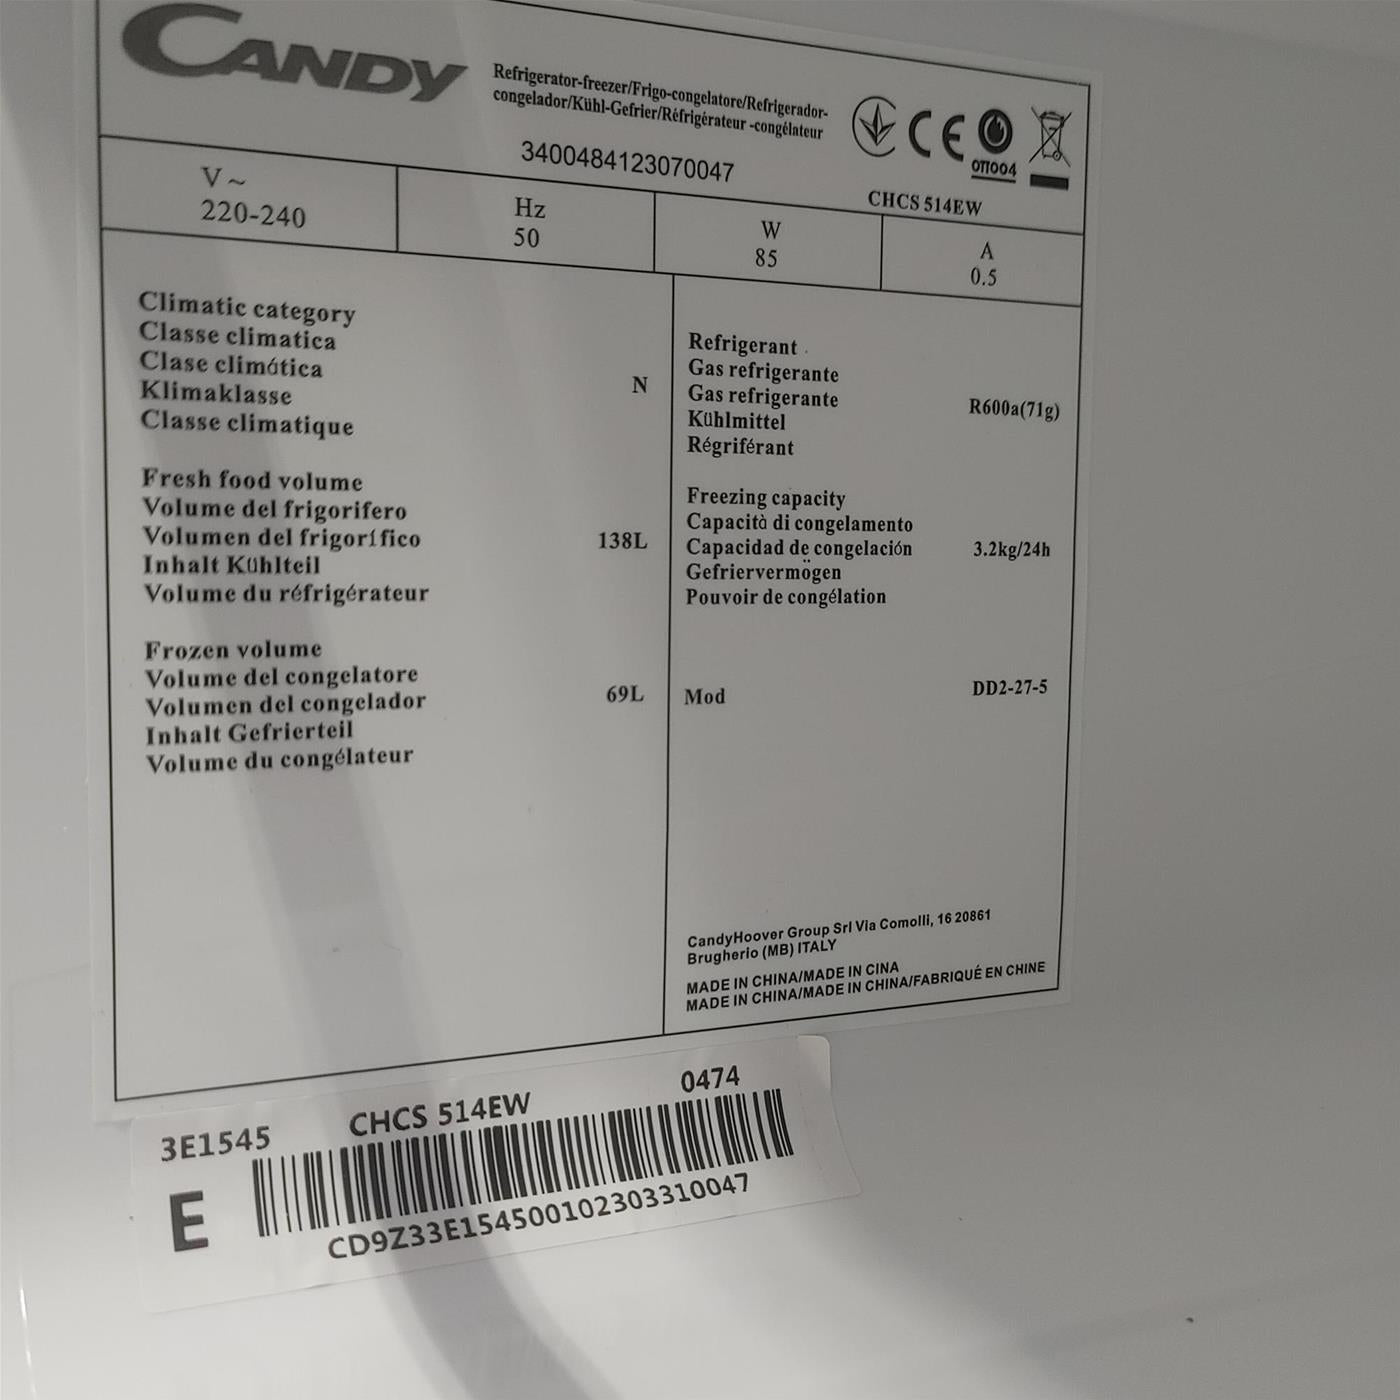 CANDY
Refrigerator-freezer/Frigo-congelatore/Refrigerador-
congelador/Kühl-Gefrier/Réfrigérateur -congélateur
3400484123070047
CE
ОП004
CHCS 514EW
V~
220-240
Hz
50
W
85
A
0.5
Climatic category
Classe climatica
Clase climática
Klimaklasse
Classe climatique
N
Fresh food volume
Volume del frigorifero
Volumen del frigorífico
Inhalt Kühlteil
Volume du réfrigérateur
138L
Frozen volume
Volume del congelatore
Volumen del congelador
Inhalt Gefrierteil
Volume du congélateur
69L
Refrigerant
Gas refrigerante
Gas refrigerante
Kühlmittel
Régriférant
R600a(71g)
Freezing capacity
Capacità di congelamento
Capacidad de congelación
Gefriervermögen
Pouvoir de congélation
3.2kg/24h
Mod
DD2-27-5
CandyHoover Group Srl Via Comolli, 16 20861
Brugherio (MB) ITALY
MADE IN CHINA/MADE IN CINA
MADE IN CHINA/MADE IN CHINA/FABRIQUÉ EN CHINE
3E1545
CHCS 514EW
0474
E
CD9Z33E154500102303310047